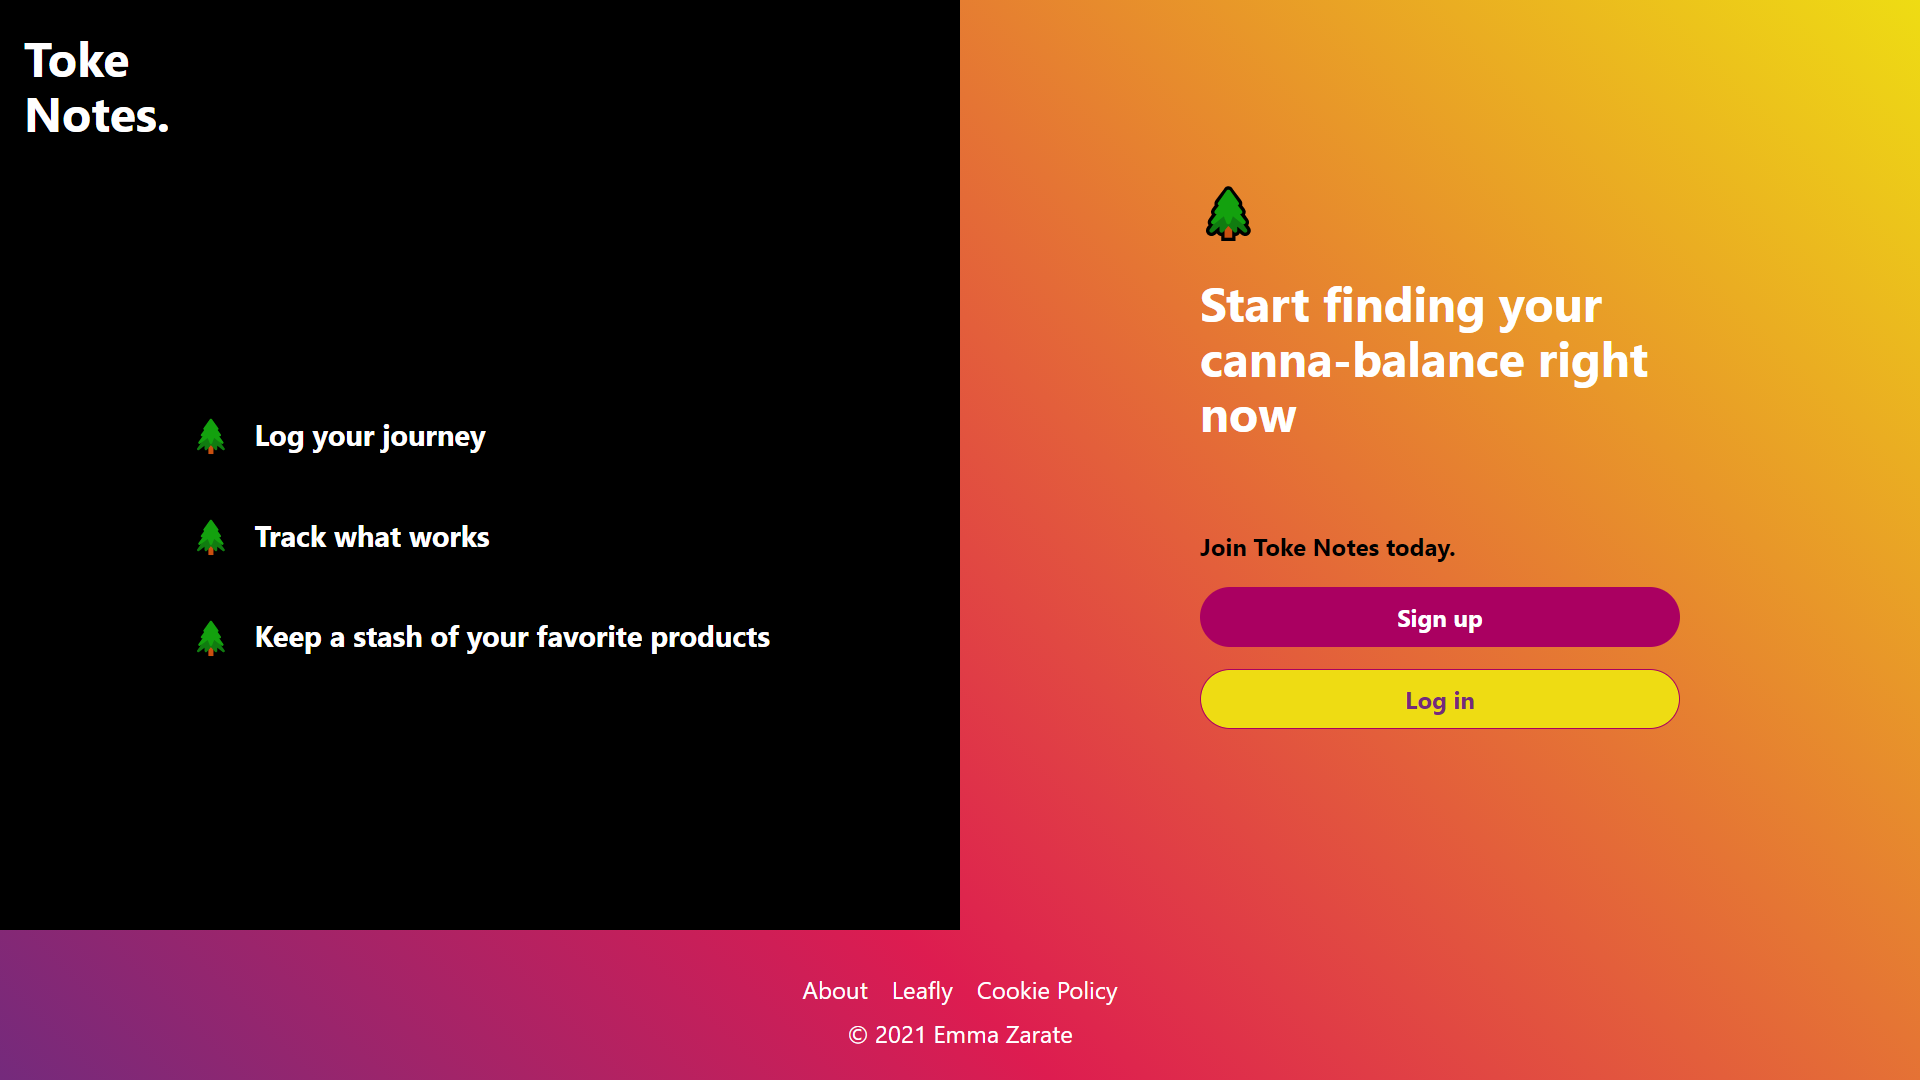 Toke
Notes.
Log your journey
Track what works
Keep a stash of your favorite products
Start finding your
canna-balance right
now
Join Toke Notes today.
Sign up
Log in
About Leafly Cookie Policy
© 2021 Emma Zarate